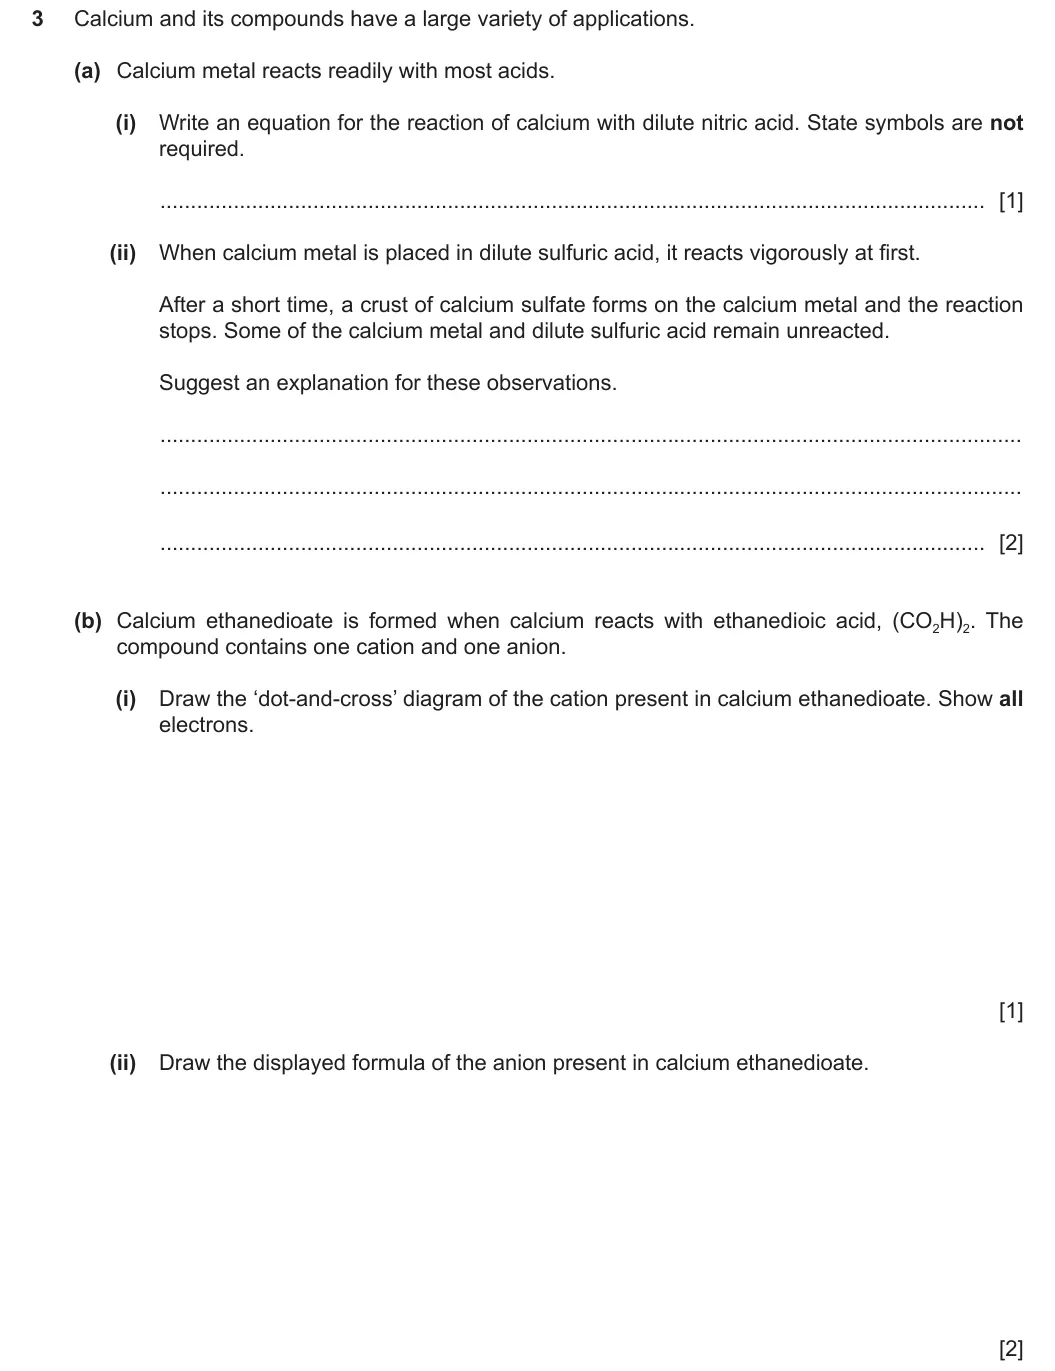 3 Calcium and its compounds have a large variety of applications.
(a) Calcium metal reacts readily with most acids.
(i) Write an equation for the reaction of calcium with dilute nitric acid. State symbols are not
required.
.......................................................................................................................................... [1]
(ii) When calcium metal is placed in dilute sulfuric acid, it reacts vigorously at first.
After a short time, a crust of calcium sulfate forms on the calcium metal and the reaction
stops. Some of the calcium metal and dilute sulfuric acid remain unreacted.
Suggest an explanation for these observations.
................................................................................................................................................
................................................................................................................................................
.......................................................................................................................................... [2]
(b) Calcium ethanedioate is formed when calcium reacts with ethanedioic acid, (CO₂H)₂. The
compound contains one cation and one anion.
(i) Draw the ‘dot-and-cross’ diagram of the cation present in calcium ethanedioate. Show all
electrons.
[1]
(ii) Draw the displayed formula of the anion present in calcium ethanedioate.
[2]